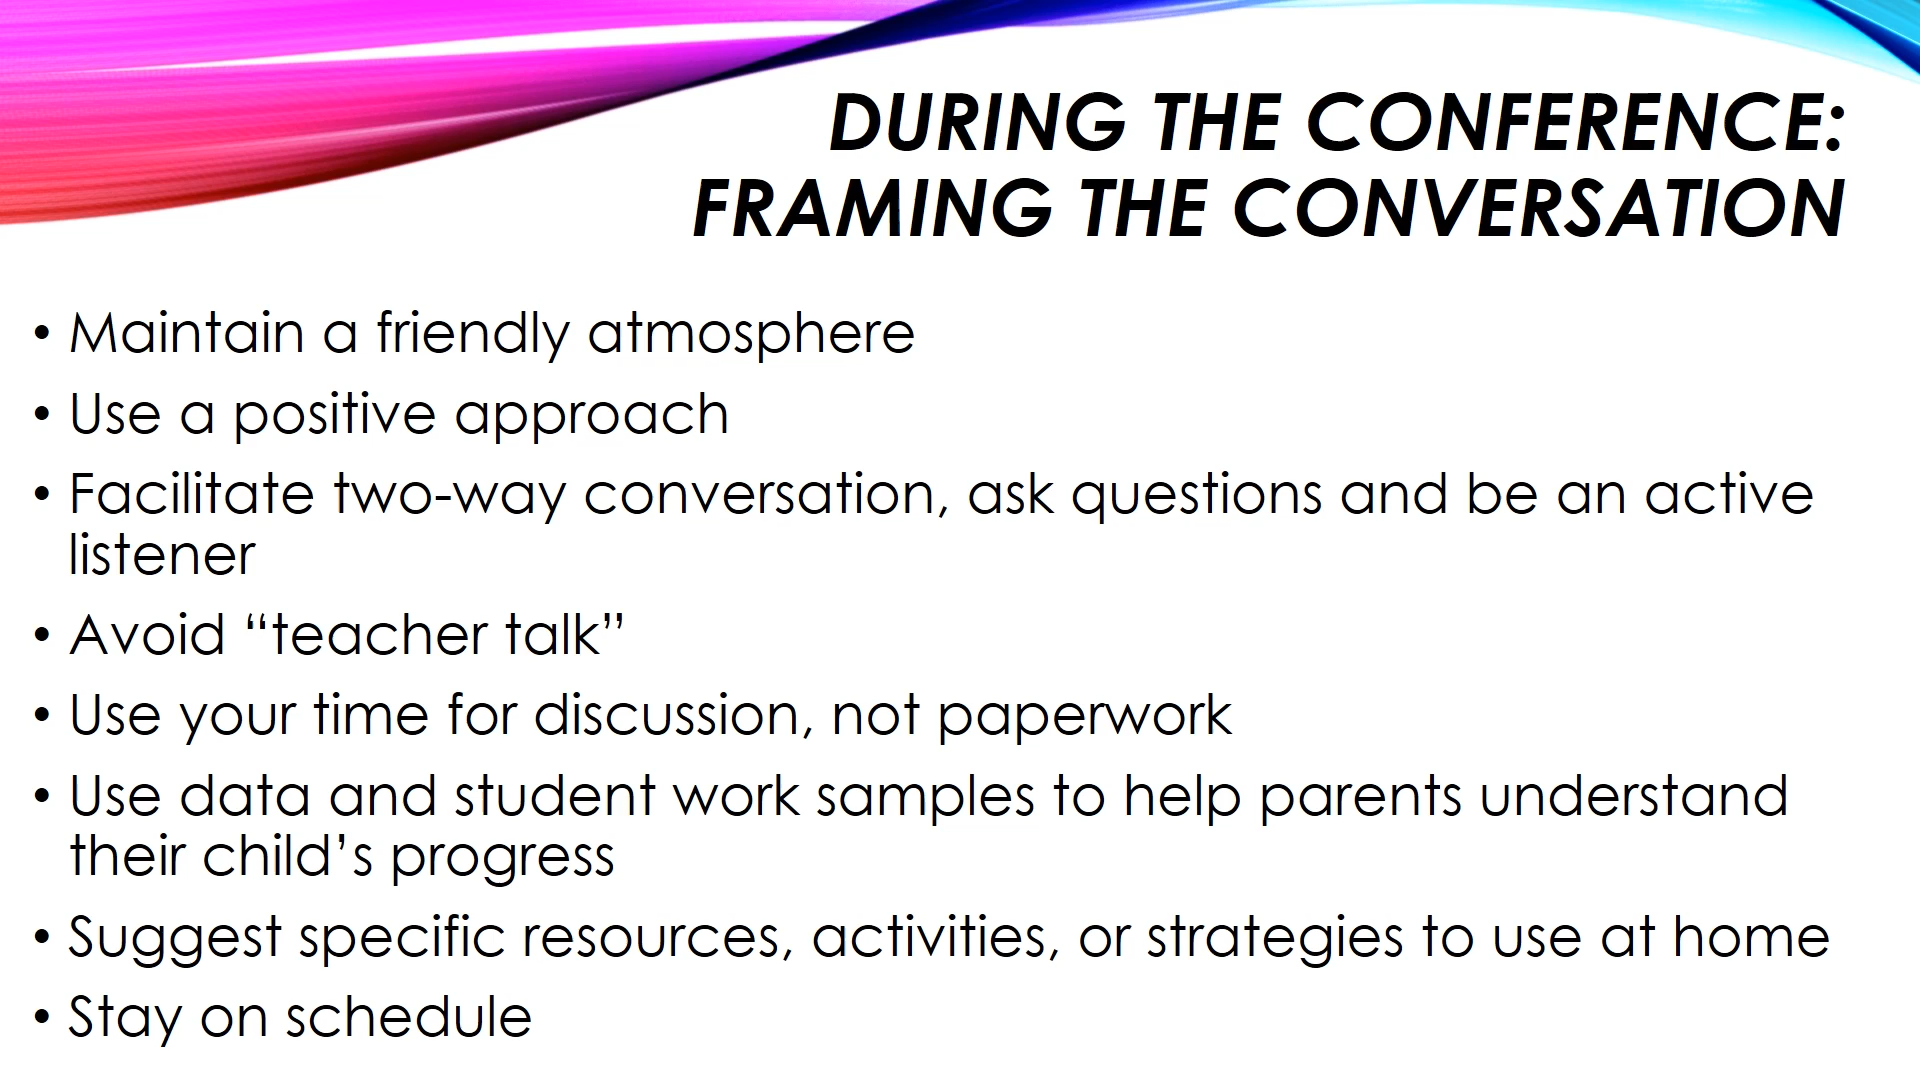 DURING THE CONFERENCE:
FRAMING THE CONVERSATION
• Maintain a friendly atmosphere
• Use a positive approach
• Facilitate two-way conversation, ask questions and be an active
listener
• Avoid “teacher talk”
• Use your time for discussion, not paperwork
• Use data and student work samples to help parents understand
their child’s progress
• Suggest specific resources, activities, or strategies to use at home
• Stay on schedule